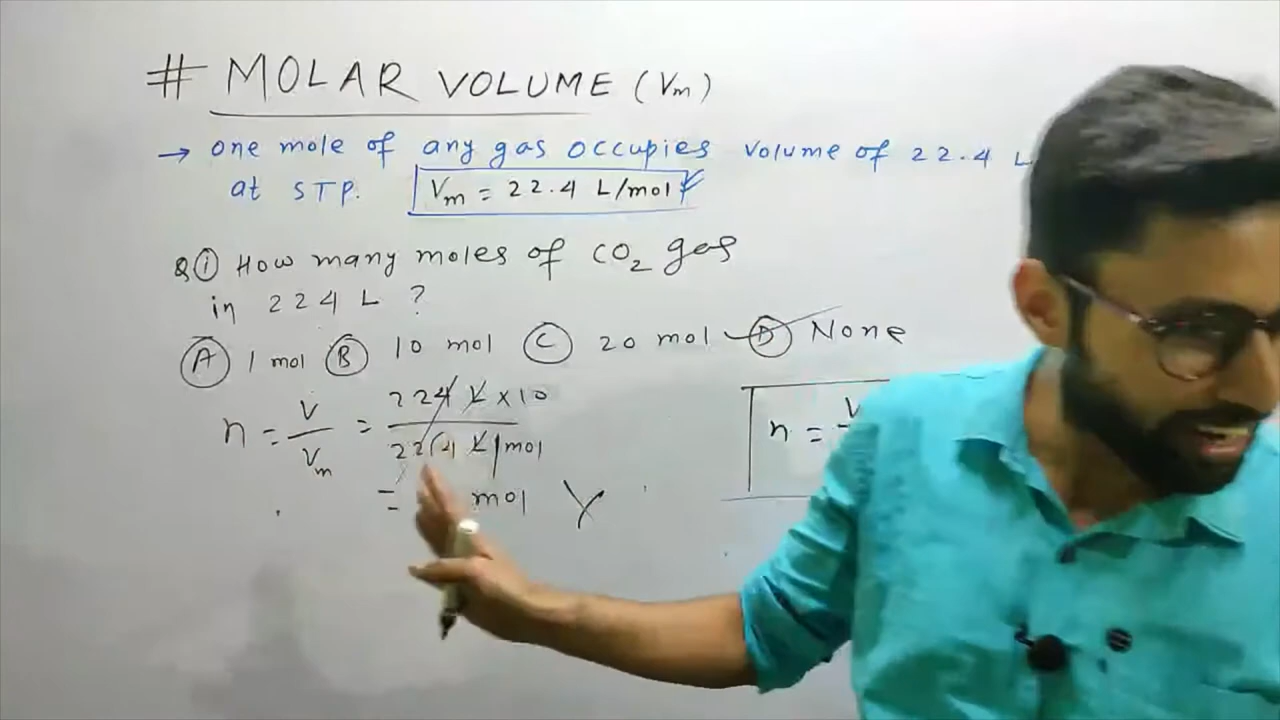 # MOLAR VOLUME (Vm)
→ one mole of any gas occupies volume of 22.4 L
at STP. Vm = 22.4 L/mol
Q① How many moles of CO₂ gas
in 224 L ?
Ⓐ 1 mol Ⓑ 10 mol Ⓒ 20 mol Ⓓ None
n = V/Vm = 224 L × 10 / 224 L/mol
= mol
n = V